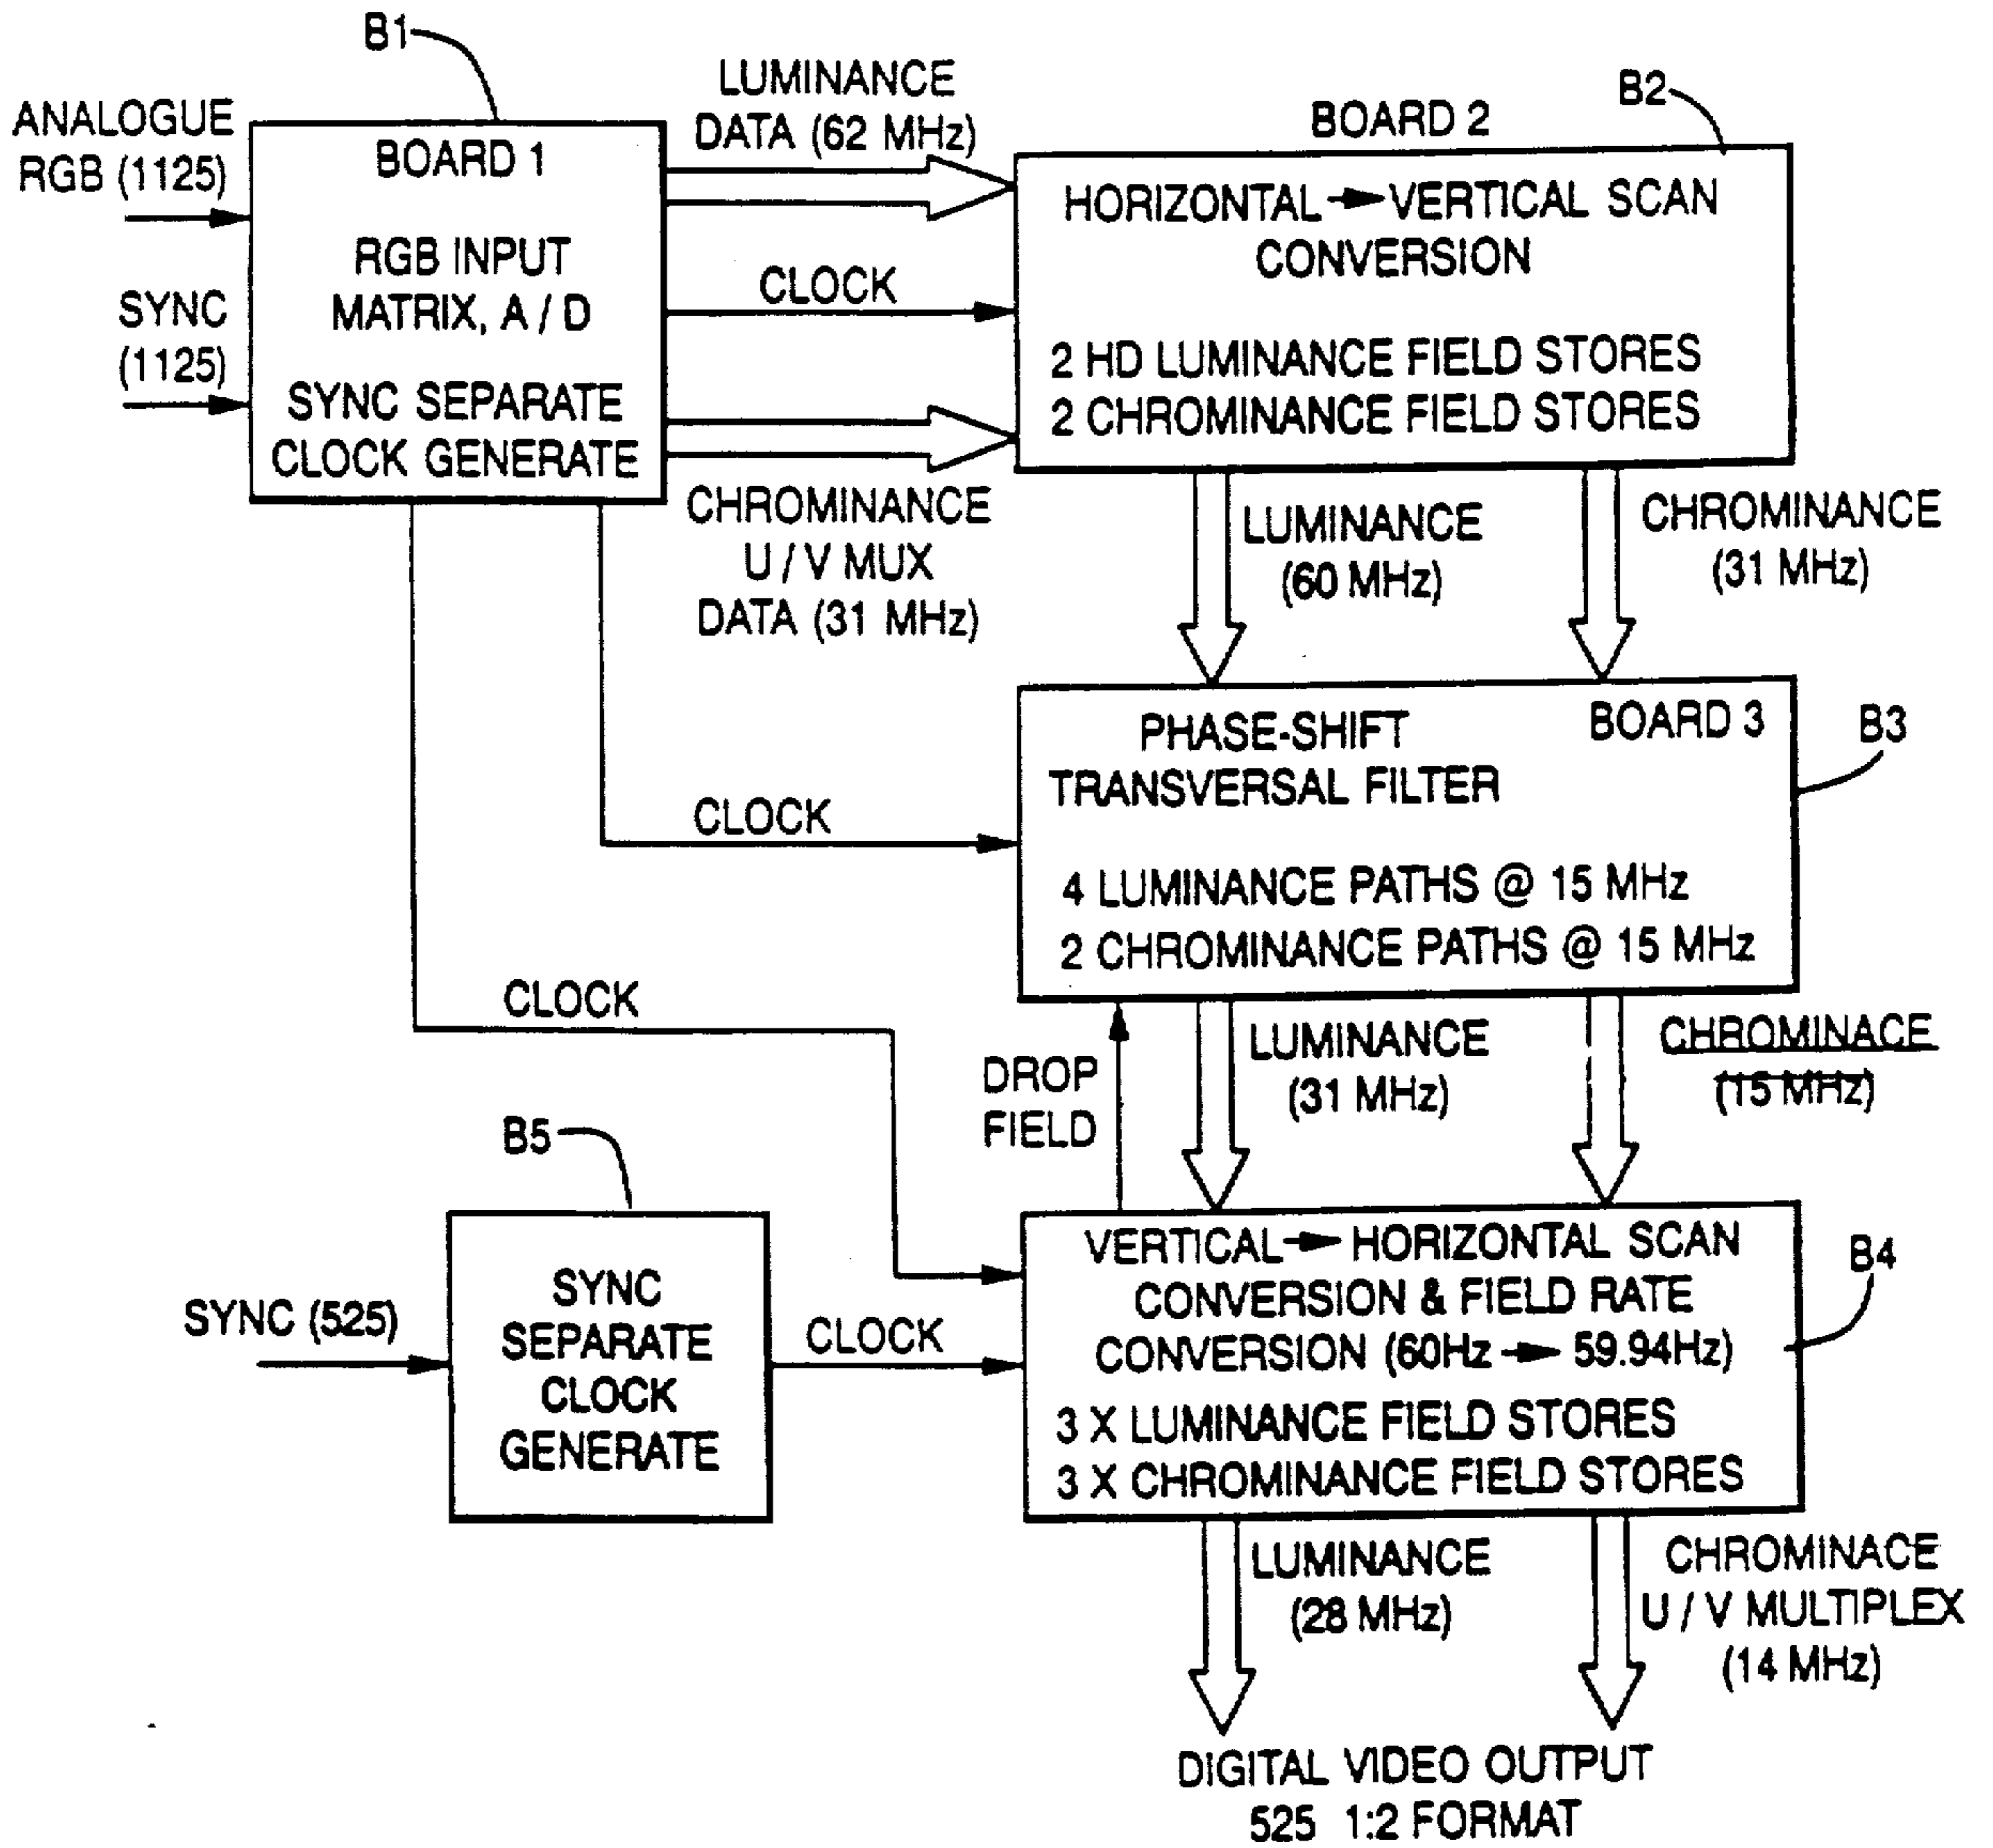 B1
ANALOGUE
RGB (1125)
SYNC
(1125)
BOARD 1
RGB INPUT
MATRIX, A / D
SYNC SEPARATE
CLOCK GENERATE
LUMINANCE
DATA (62 MHz)
CLOCK
CHROMINANCE
U / V MUX
DATA (31 MHz)
BOARD 2
B2
HORIZONTAL → VERTICAL SCAN
CONVERSION
2 HD LUMINANCE FIELD STORES
2 CHROMINANCE FIELD STORES
LUMINANCE
(60 MHz)
CHROMINANCE
(31 MHz)
CLOCK
PHASE-SHIFT
TRANSVERSAL FILTER
BOARD 3
B3
4 LUMINANCE PATHS @ 15 MHz
2 CHROMINANCE PATHS @ 15 MHz
CLOCK
DROP
FIELD
LUMINANCE
(31 MHz)
CHROMINACE
(15 MHz)
B5
SYNC (525)
SYNC
SEPARATE
CLOCK
GENERATE
CLOCK
VERTICAL → HORIZONTAL SCAN
CONVERSION & FIELD RATE
CONVERSION (60Hz → 59.94Hz)
3 X LUMINANCE FIELD STORES
3 X CHROMINANCE FIELD STORES
B4
LUMINANCE
(28 MHz)
CHROMINACE
U / V MULTIPLEX
(14 MHz)
DIGITAL VIDEO OUTPUT
525 1:2 FORMAT